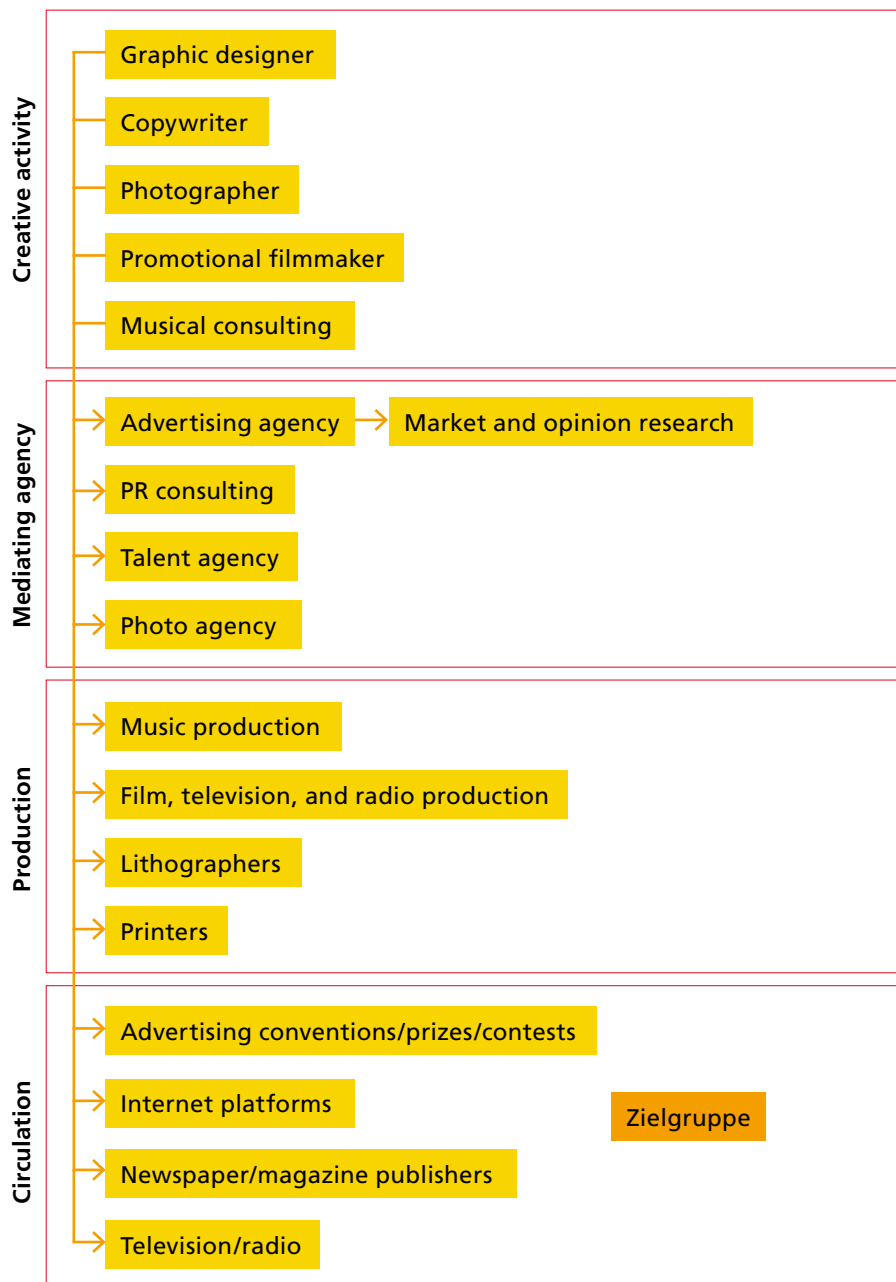 Creative activity
Graphic designer
Copywriter
Photographer
Promotional filmmaker
Musical consulting
Mediating agency
Advertising agency
Market and opinion research
PR consulting
Talent agency
Photo agency
Production
Music production
Film, television, and radio production
Lithographers
Printers
Circulation
Advertising conventions/prizes/contests
Internet platforms
Zielgruppe
Newspaper/magazine publishers
Television/radio